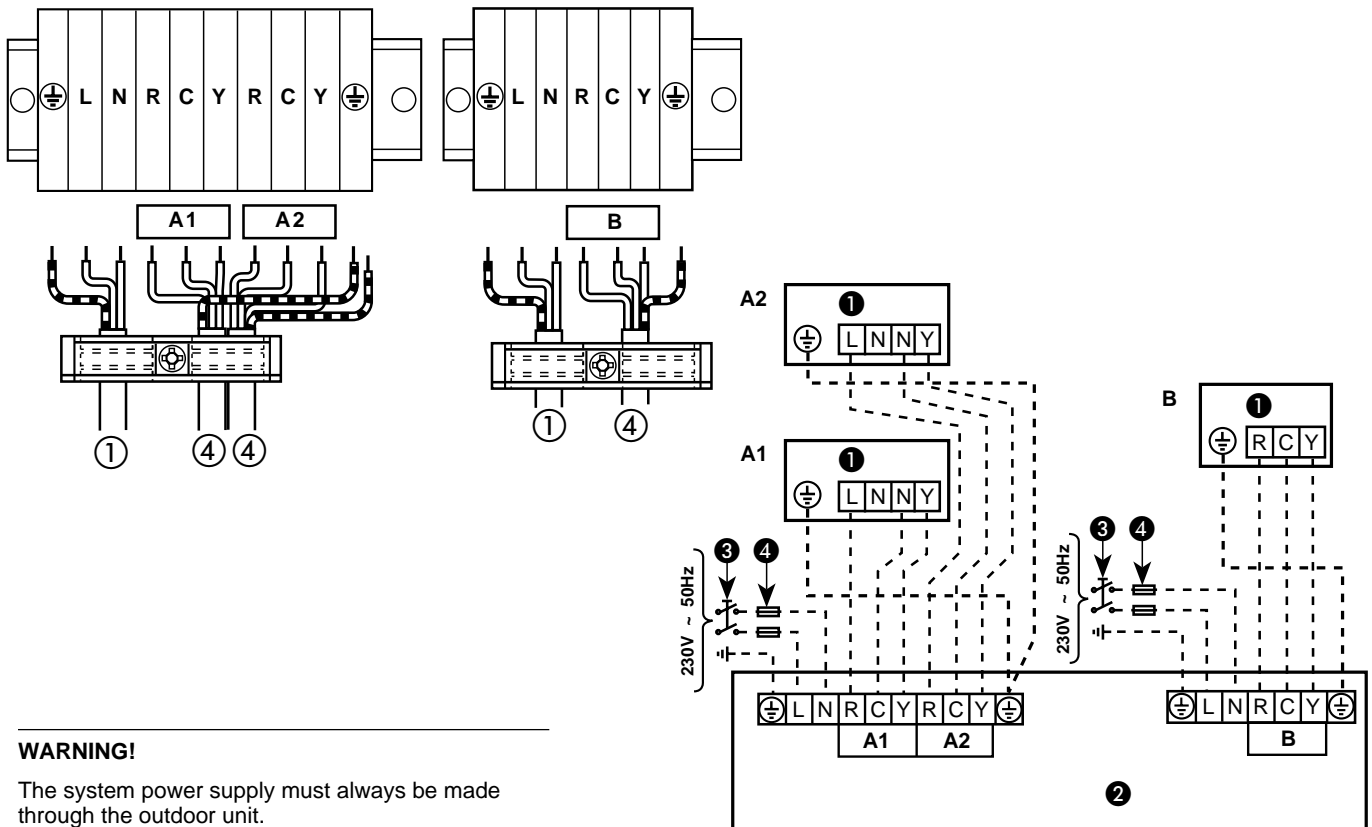 L N R C Y R C Y
L N R C Y
A1 A2
B
① ④ ④
① ④
A2
❶
L N N Y
A1
❶
L N N Y
B
❶
R C Y
❸ ❹
230V ~ 50Hz
❸ ❹
230V ~ 50Hz
L N R C Y R C Y
A1 A2
L N R C Y
B
❷
WARNING!
The system power supply must always be made
through the outdoor unit.